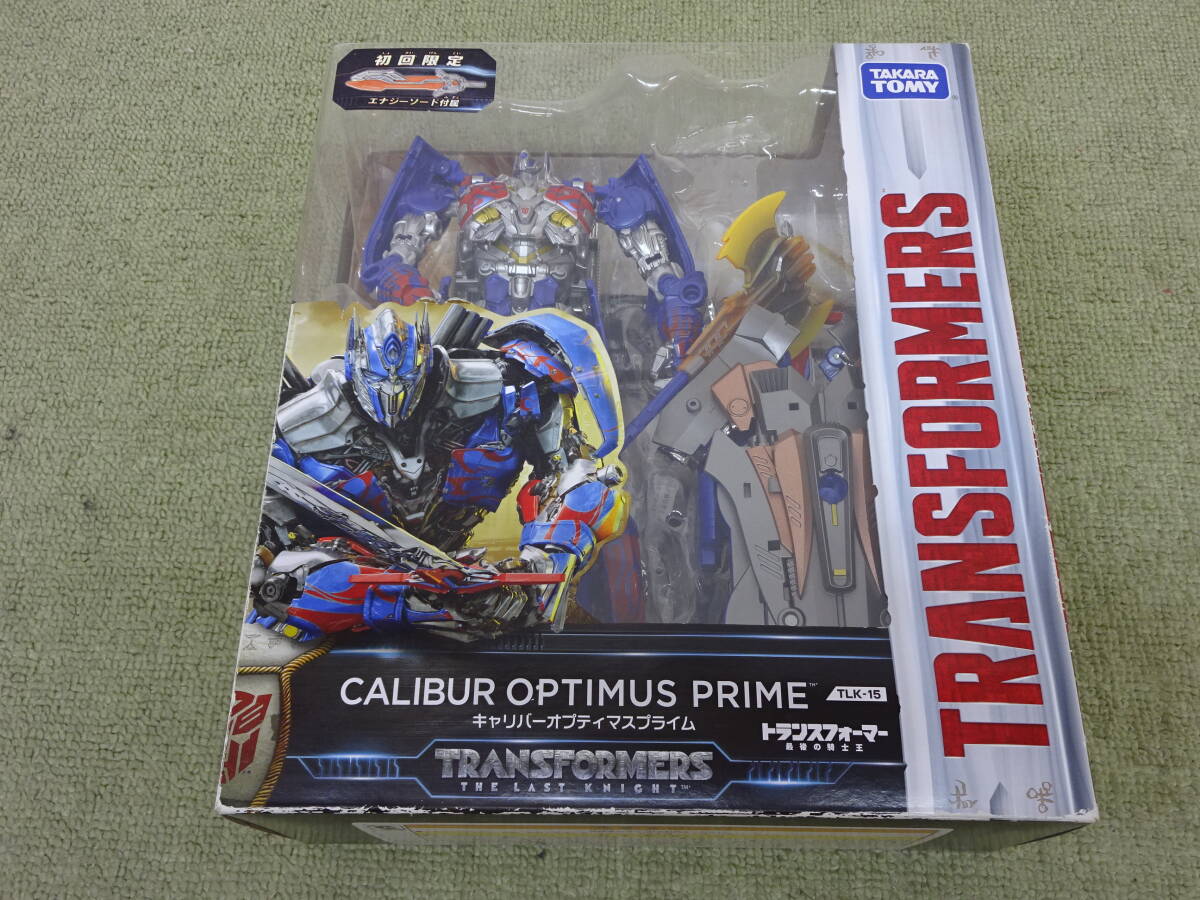 初回限定
エナジーソード付属
TAKARA
TOMY
TRANSFORMERS
CALIBUR OPTIMUS PRIME™
TLK-15
キャリバーオプティマスプライム
トランスフォーマー
最後の騎士王
TRANSFORMERS
THE LAST KNIGHT™